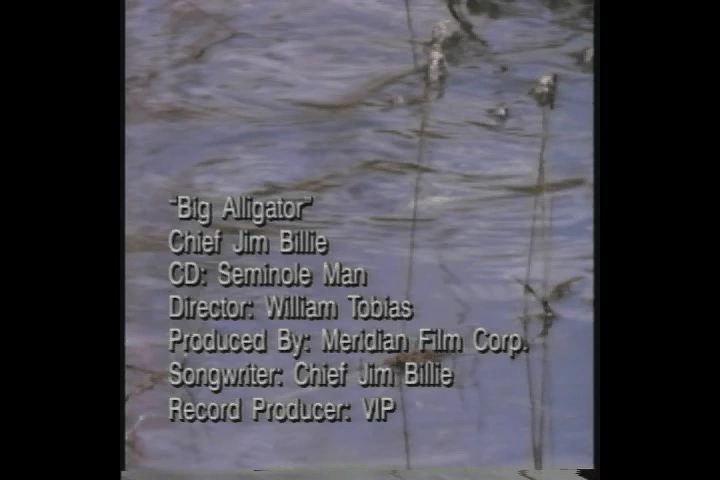 "Big Alligator"
Chief Jim Billie
CD: Seminole Man
Director: William Tobias
Produced By: Meridian Film Corp.
Songwriter: Chief Jim Billie
Record Producer: VIP